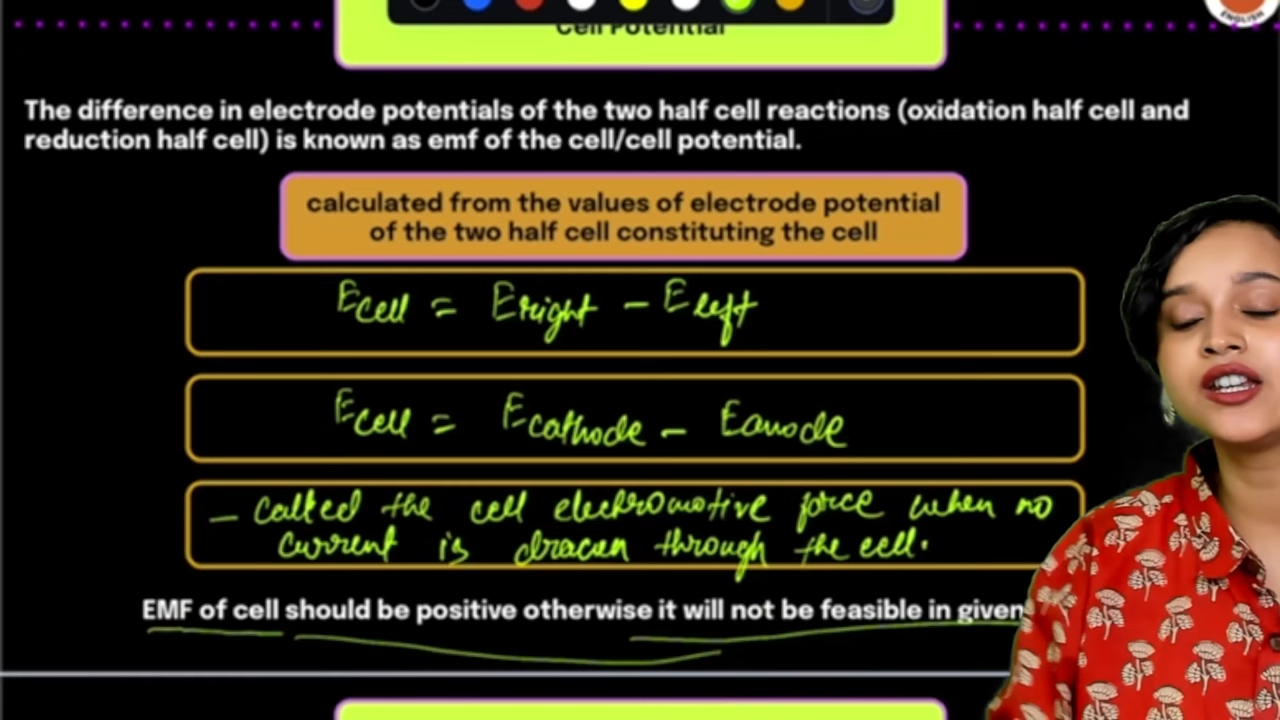 Cell Potential
ENGLISH
The difference in electrode potentials of the two half cell reactions (oxidation half cell and
reduction half cell) is known as emf of the cell/cell potential.
calculated from the values of electrode potential
of the two half cell constituting the cell
Ecell = Eright - Eleft
Ecell = Ecathode - Eanode
- called the cell electromotive force when no
current is drawn through the cell.
EMF of cell should be positive otherwise it will not be feasible in given